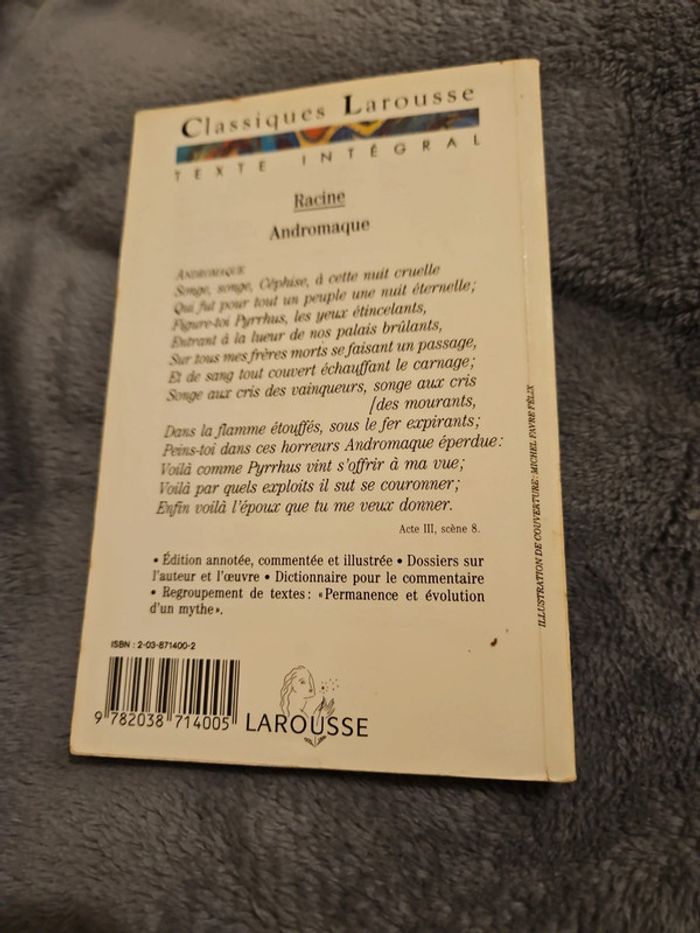 Classiques Larousse
TEXTE INTÉGRAL
Racine
Andromaque
ANDROMAQUE
Songe, songe, Céphise, à cette nuit cruelle
Qui fut pour tout un peuple une nuit éternelle;
Figure-toi Pyrrhus, les yeux étincelants,
Entrant à la lueur de nos palais brûlants,
Sur tous mes frères morts se faisant un passage,
Et de sang tout couvert échauffant le carnage;
Songe aux cris des vainqueurs, songe aux cris
[des mourants,
Dans la flamme étouffés, sous le fer expirants;
Peins-toi dans ces horreurs Andromaque éperdue:
Voilà comme Pyrrhus vint s'offrir à ma vue;
Voilà par quels exploits il sut se couronner;
Enfin voilà l'époux que tu me veux donner.
Acte III, scène 8.
• Édition annotée, commentée et illustrée • Dossiers sur
l'auteur et l'œuvre • Dictionnaire pour le commentaire
• Regroupement de textes: «Permanence et évolution
d'un mythe».
ISBN : 2-03-871400-2
9 782038 714005
LAROUSSE
ILLUSTRATION DE COUVERTURE: MICHEL FAVRE FÉLIX